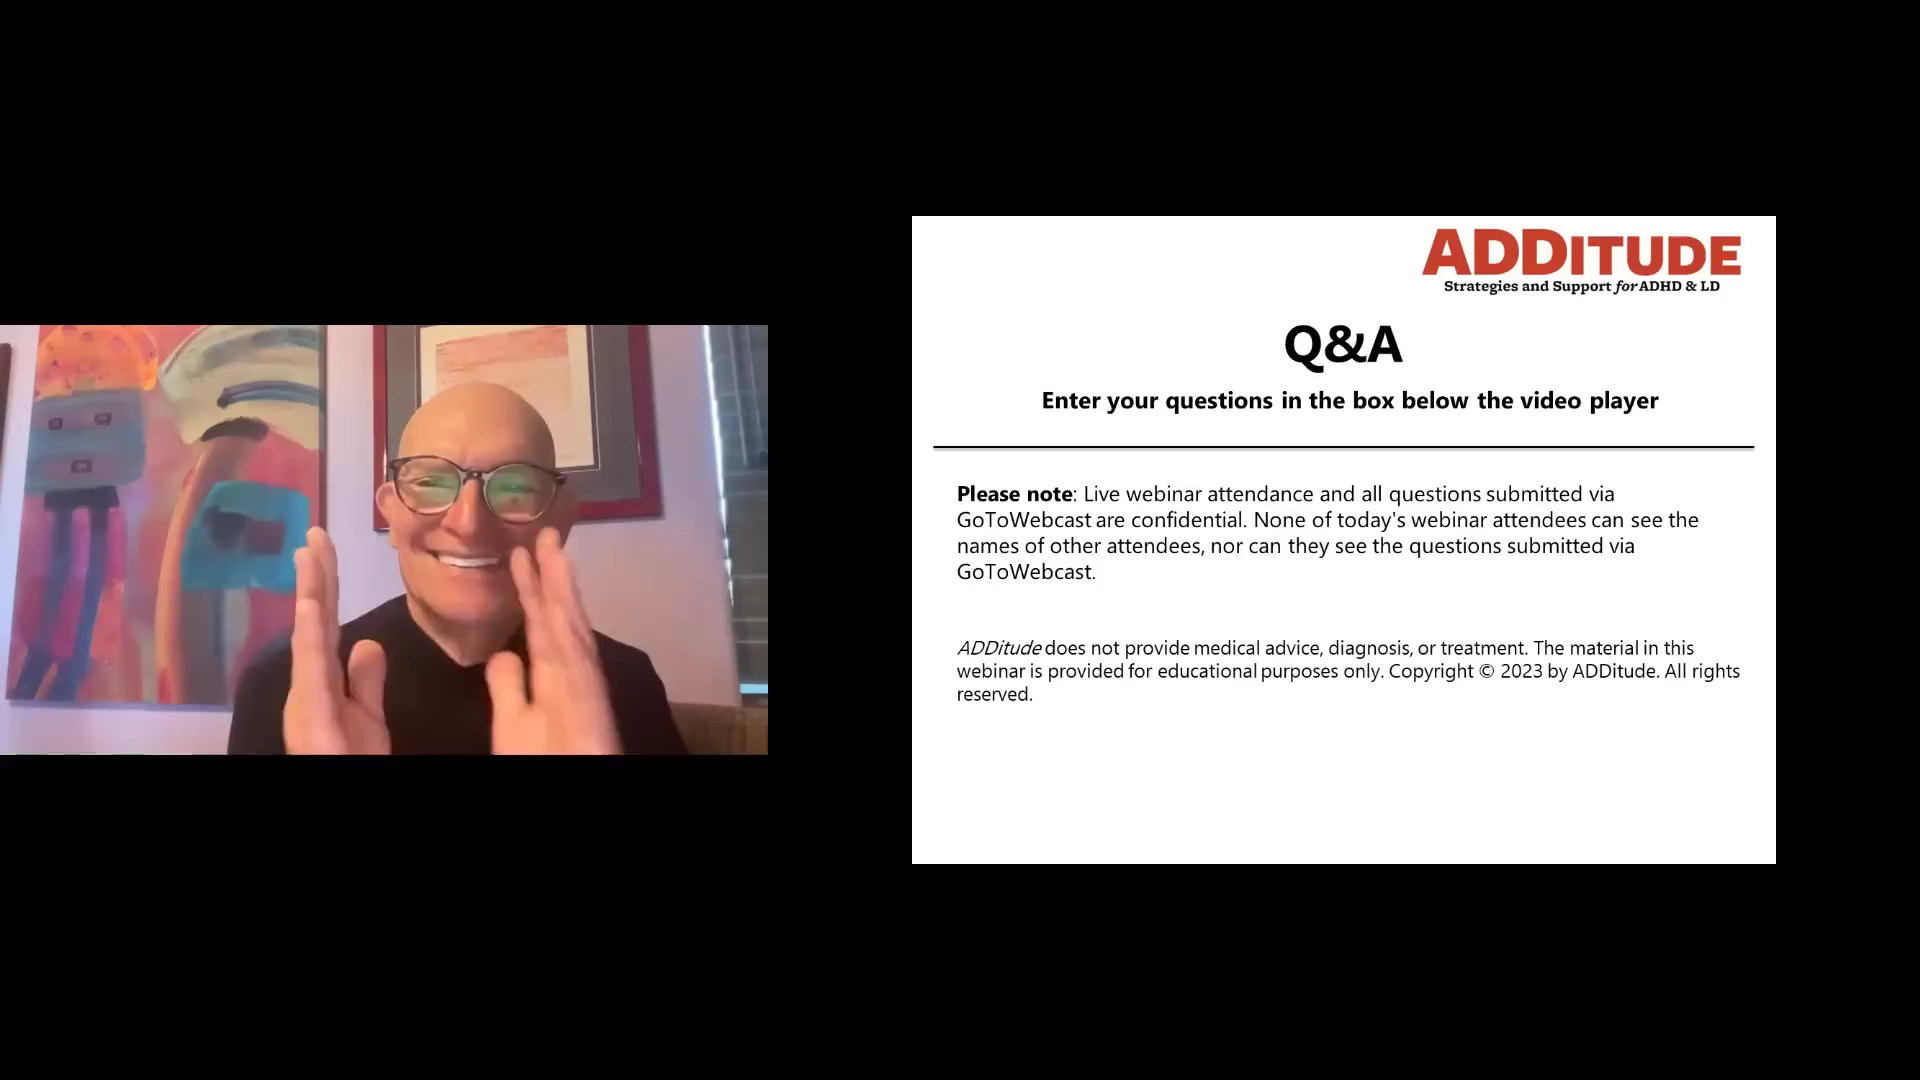 ADDITUDE
Strategies and Support for ADHD & LD
Q&A
Enter your questions in the box below the video player
Please note: Live webinar attendance and all questions submitted via
GoToWebcast are confidential. None of today's webinar attendees can see the
names of other attendees, nor can they see the questions submitted via
GoToWebcast.
ADDitude does not provide medical advice, diagnosis, or treatment. The material in this
webinar is provided for educational purposes only. Copyright © 2023 by ADDitude. All rights
reserved.